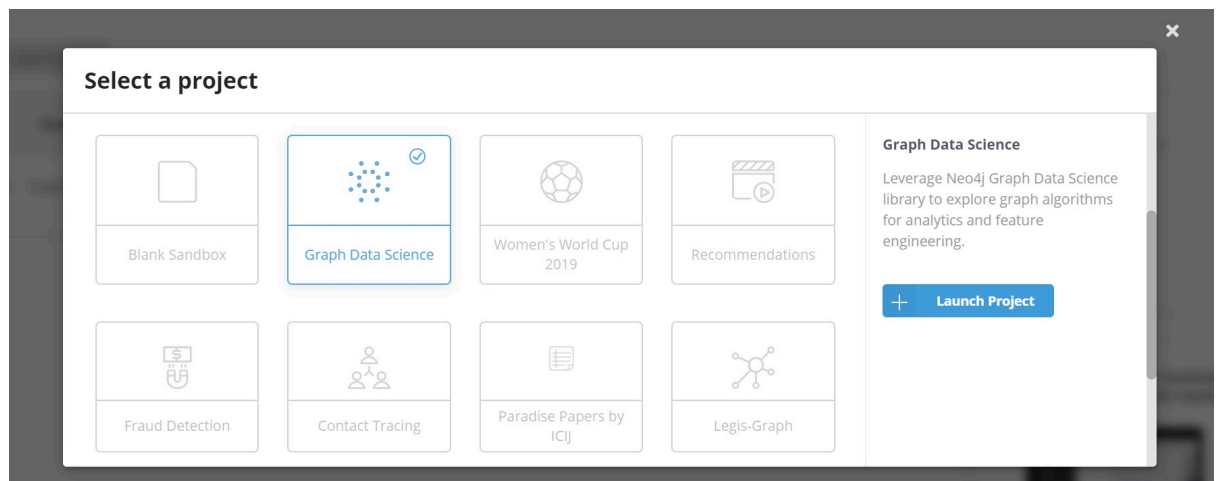 Select a project
Blank Sandbox
Graph Data Science
Women's World Cup
2019
Recommendations
Fraud Detection
Contact Tracing
Paradise Papers by
ICIJ
Legis-Graph
Graph Data Science
Leverage Neo4j Graph Data Science
library to explore graph algorithms
for analytics and feature
engineering.
Launch Project